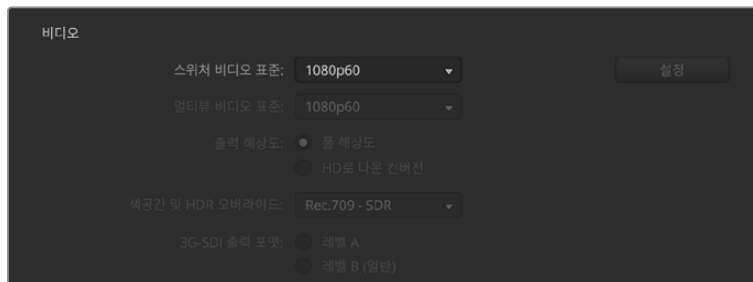 비디오
스위처 비디오 표준: 1080p60 설정
멀티뷰 비디오 표준: 1080p60
출력 해상도: 풀 해상도
HD로 다운 컨버전
색공간 및 HDR 오버라이드: Rec.709 - SDR
3G-SDI 출력 포맷: 레벨 A
레벨 B (일반)